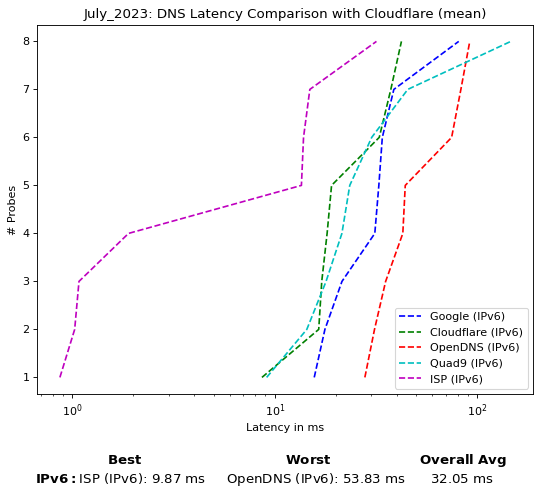 July_2023: DNS Latency Comparison with Cloudflare (mean)
8
7
6
5
4
3
2
1
# Probes
10⁰ 10¹ 10²
Latency in ms
Google (IPv6)
Cloudflare (IPv6)
OpenDNS (IPv6)
Quad9 (IPv6)
ISP (IPv6)
Best Worst Overall Avg
IPv6: ISP (IPv6): 9.87 ms OpenDNS (IPv6): 53.83 ms 32.05 ms